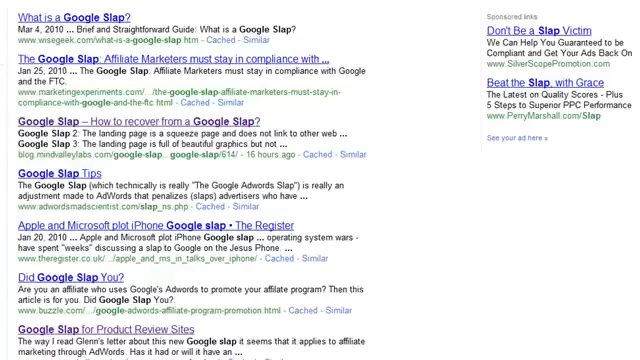 What is a Google Slap?
Mar 4, 2010 ... Brief and Straightforward Guide: What is a Google Slap?
www.wisegeek.com/what-is-a-google-slap.htm - Cached - Similar
The Google Slap: Affiliate Marketers must stay in compliance with ...
Jan 25, 2010 ... The Google Slap: Affiliate Marketers must stay in compliance with Google
and the FTC.
www.marketingexperiments.com/.../the-google-slap-affiliate-marketers-must-stay-in-
compliance-with-google-and-the-ftc.html - Cached - Similar
Google Slap – How to recover from a Google Slap?
Google Slap 2: The landing page is a squeeze page and does not link to other web ...
Google Slap 3: The landing page is full of beautiful graphics but not ...
blog.mindvalleylabs.com/google-slap...google-slap/614/ - 16 hours ago - Cached - Similar
Google Slap Tips
The Google Slap (which technically is really "The Google Adwords Slap") is really an
adjustment made to AdWords that penalizes (slaps) advertisers who have ...
www.adwordsmadscientist.com/slap_ns.php - Cached - Similar
Apple and Microsoft plot iPhone Google slap • The Register
Jan 20, 2010 ... Apple and Microsoft plot iPhone Google slap ... operating system wars -
have spent "weeks" discussing a slap to Google on the Jesus Phone. ...
www.theregister.co.uk/.../apple_and_ms_in_talks_over_iphone/ - Cached - Similar
Did Google Slap You?
Are you an affiliate who uses Google's Adwords to promote your affilate program? Then this
article is for you. Did Google Slap You?.
www.buzzle.com/.../google-adwords-affiliate-program-promotion.html - Cached - Similar
Google Slap for Product Review Sites
The way I read Glenn's letter about this new Google slap it seems that it applies to affiliate
marketing through AdWords. Has it had or will it have an ...
Sponsored links
Don't Be a Slap Victim
We Can Help You Guaranteed to be
Compliant and Get Your Ads Back On
www.SilverScopePromotion.com
Beat the Slap, with Grace
The Latest on Quality Scores - Plus
5 Steps to Superior PPC Performance
www.PerryMarshall.com/Slap
See your ad here »